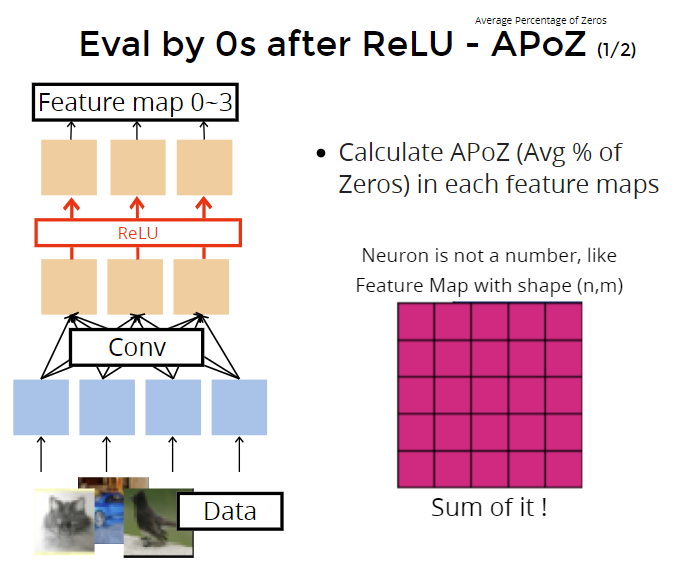 Average Percentage of Zeros
Eval by 0s after ReLU - APoZ (1/2)
Feature map 0~3
ReLU
Conv
Data
• Calculate APoZ (Avg % of
Zeros) in each feature maps
Neuron is not a number, like
Feature Map with shape (n,m)
Sum of it !